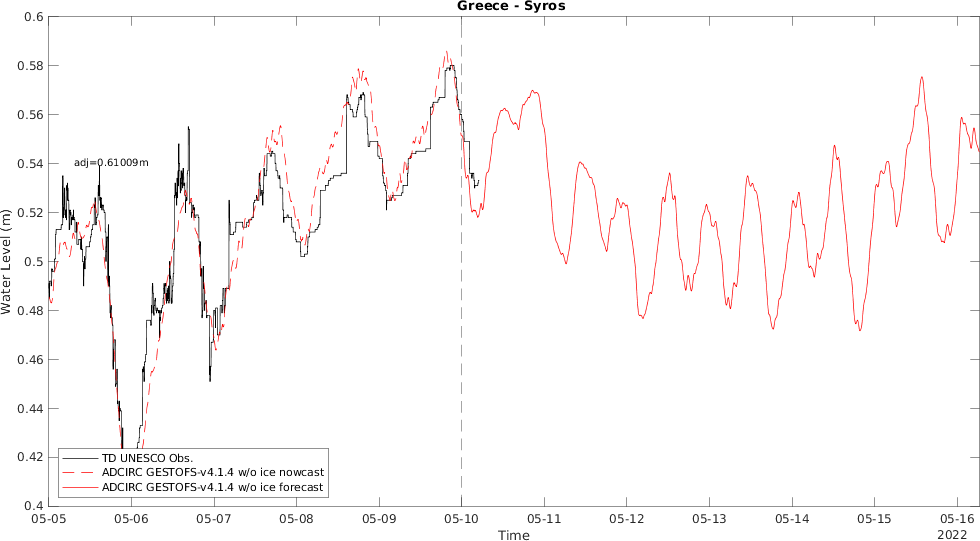 Greece - Syros
0.6
0.58
0.56
0.54
0.52
0.5
0.48
0.46
0.44
0.42
0.4
Water Level (m)
adj=0.61009m
TD UNESCO Obs.
ADCIRC GESTOFS-v4.1.4 w/o ice nowcast
ADCIRC GESTOFS-v4.1.4 w/o ice forecast
05-05 05-06 05-07 05-08 05-09 05-10 05-11 05-12 05-13 05-14 05-15 05-16
Time
2022